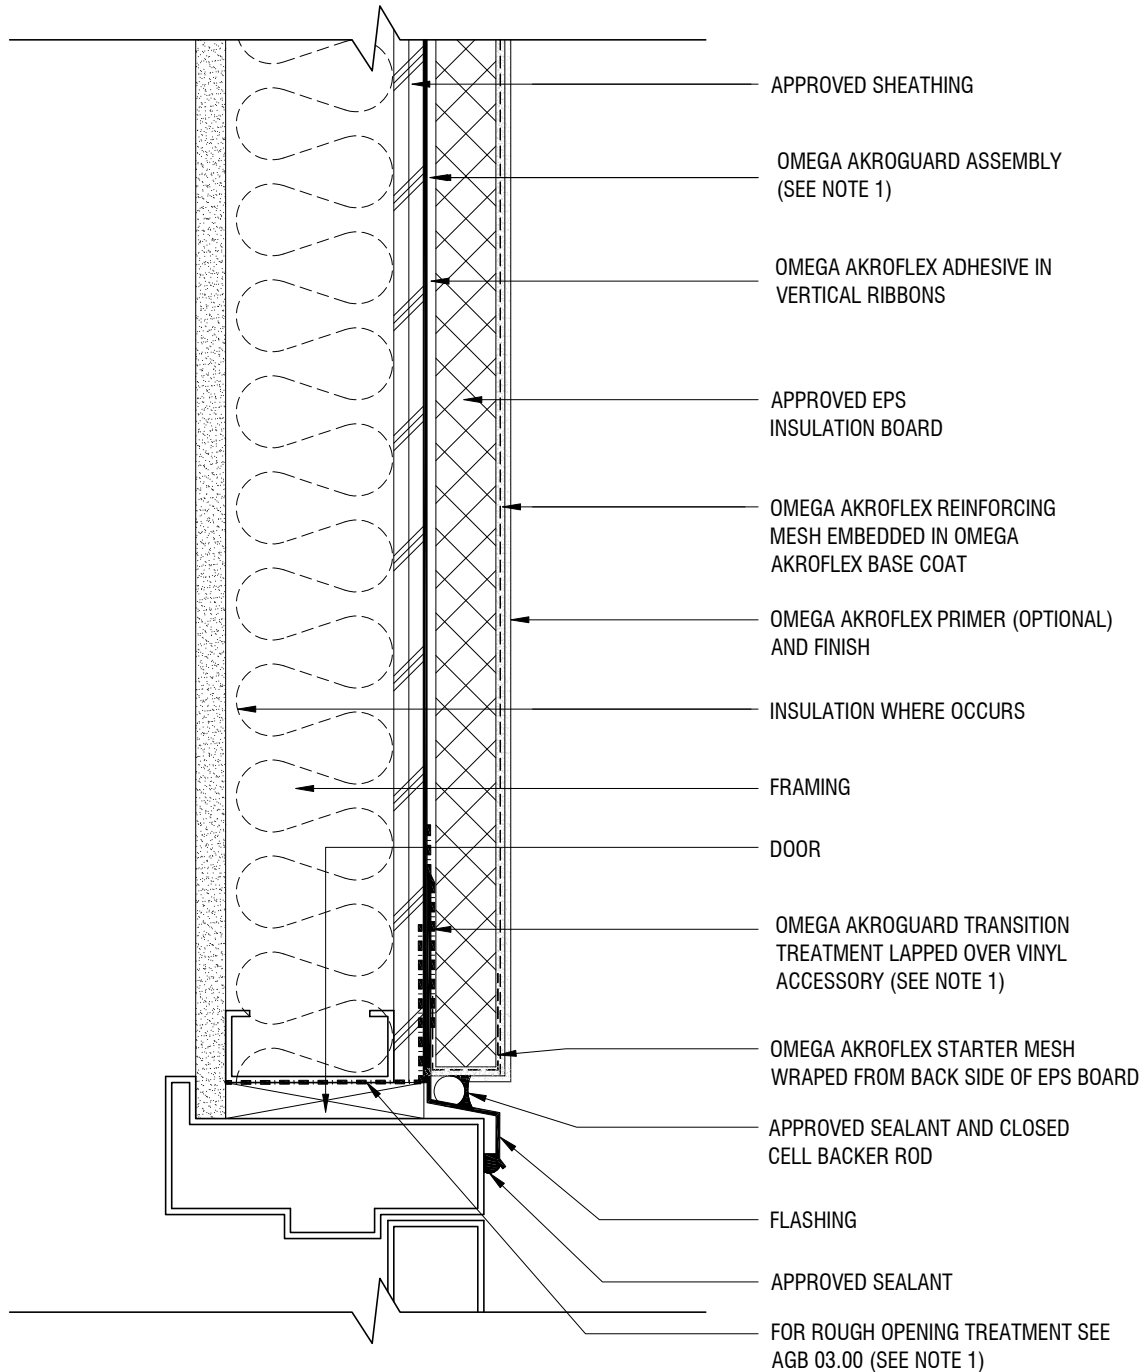 APPROVED SHEATHING
OMEGA AKROGUARD ASSEMBLY
(SEE NOTE 1)
OMEGA AKROFLEX ADHESIVE IN
VERTICAL RIBBONS
APPROVED EPS
INSULATION BOARD
OMEGA AKROFLEX REINFORCING
MESH EMBEDDED IN OMEGA
AKROFLEX BASE COAT
OMEGA AKROFLEX PRIMER (OPTIONAL)
AND FINISH
INSULATION WHERE OCCURS
FRAMING
DOOR
OMEGA AKROGUARD TRANSITION
TREATMENT LAPPED OVER VINYL
ACCESSORY (SEE NOTE 1)
OMEGA AKROFLEX STARTER MESH
WRAPED FROM BACK SIDE OF EPS BOARD
APPROVED SEALANT AND CLOSED
CELL BACKER ROD
FLASHING
APPROVED SEALANT
FOR ROUGH OPENING TREATMENT SEE
AGB 03.00 (SEE NOTE 1)